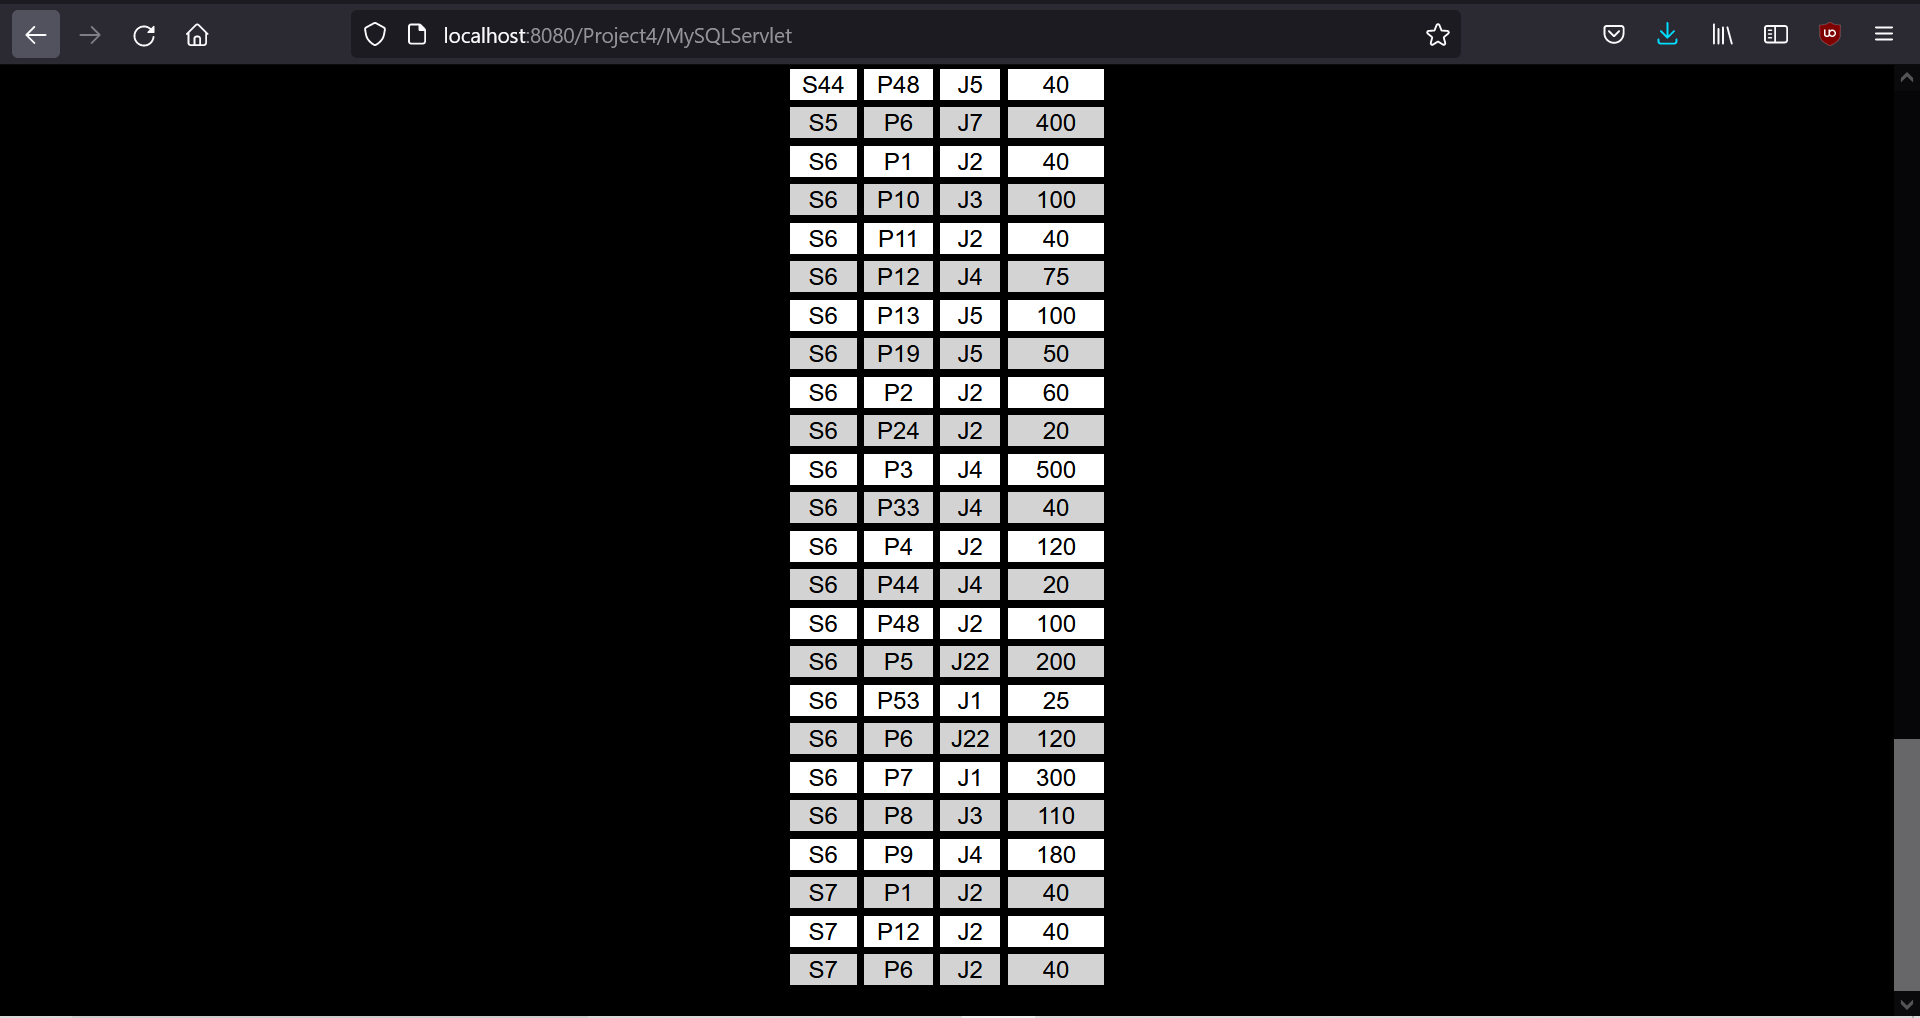 localhost:8080/Project4/MySQLServlet
S44 P48 J5 40
S5 P6 J7 400
S6 P1 J2 40
S6 P10 J3 100
S6 P11 J2 40
S6 P12 J4 75
S6 P13 J5 100
S6 P19 J5 50
S6 P2 J2 60
S6 P24 J2 20
S6 P3 J4 500
S6 P33 J4 40
S6 P4 J2 120
S6 P44 J4 20
S6 P48 J2 100
S6 P5 J22 200
S6 P53 J1 25
S6 P6 J22 120
S6 P7 J1 300
S6 P8 J3 110
S6 P9 J4 180
S7 P1 J2 40
S7 P12 J2 40
S7 P6 J2 40